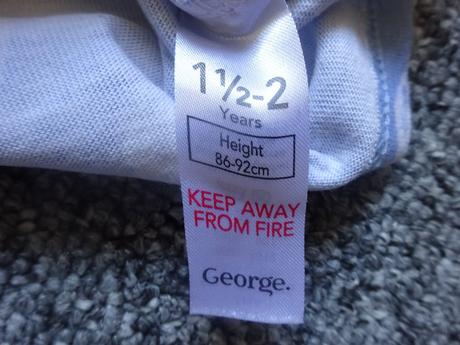 1½-2
Years
Height
86-92cm
KEEP AWAY
FROM FIRE
George.